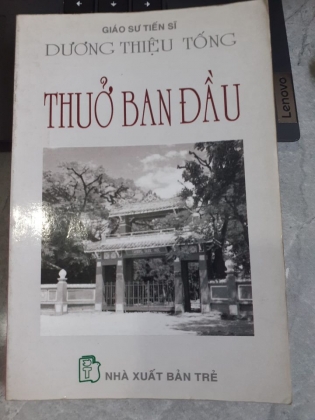 GIÁO SƯ TIẾN SĨ
DƯƠNG THIỆU TỐNG
THUỞ BAN ĐẦU
NHÀ XUẤT BẢN TRẺ
Lenovo